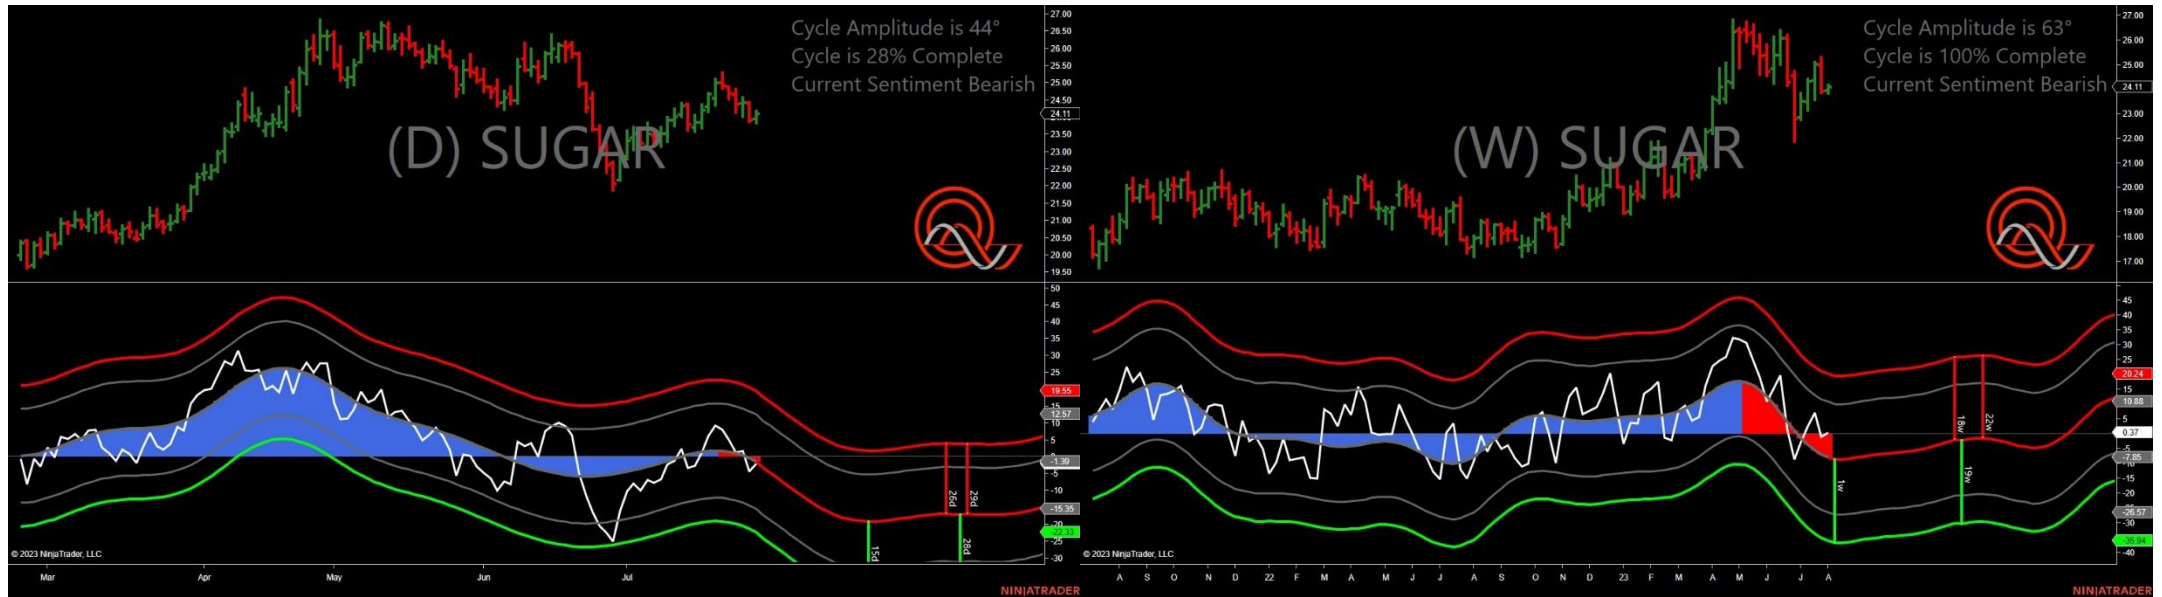 Cycle Amplitude is 44°
Cycle is 28% Complete
Current Sentiment Bearish
(D) SUGAR
27.00
26.50
26.00
25.50
25.00
24.50
24.11
23.50
23.00
22.50
22.00
21.50
21.00
20.50
20.00
19.50
50
45
40
35
30
25
19.55
15
12.57
5
-1.39
-5
-10
-15.35
-20
-22.33
-25
-30
26d
29d
15d
28d
© 2023 NinjaTrader, LLC
Mar Apr May Jun Jul
NINJATRADER
Cycle Amplitude is 63°
Cycle is 100% Complete
Current Sentiment Bearish
(W) SUGAR
27.00
26.00
25.00
24.11
23.00
22.00
21.00
20.00
19.00
18.00
17.00
45
40
35
30
25
20.24
15
10.88
5
0.37
-5
-7.85
-10
-15
-20
-26.57
-30
-35.94
-40
18w
22w
1w
19w
© 2023 NinjaTrader, LLC
A S O N D 22 F M A M J J A S O N D 23 F M A M J J A
NINJATRADER